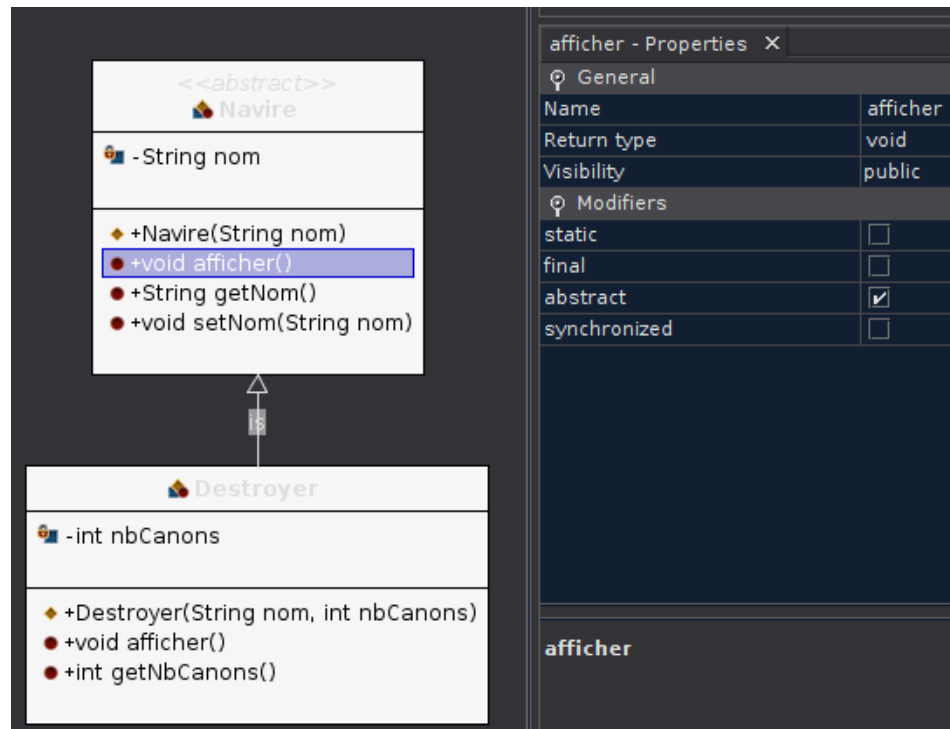 <<abstract>>
Navire
-String nom
+Navire(String nom)
+void afficher()
+String getNom()
+void setNom(String nom)
is
Destroyer
-int nbCanons
+Destroyer(String nom, int nbCanons)
+void afficher()
+int getNbCanons()
afficher - Properties ×
General
Name afficher
Return type void
Visibility public
Modifiers
static
final
abstract
synchronized
afficher